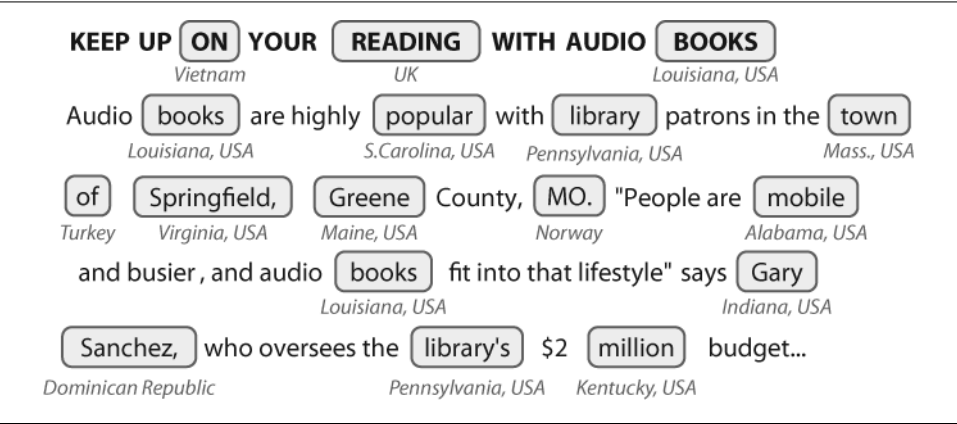 KEEP UP ON YOUR READING WITH AUDIO BOOKS
Vietnam UK Louisiana, USA
Audio books are highly popular with library patrons in the town
Louisiana, USA S.Carolina, USA Pennsylvania, USA Mass., USA
of Springfield, Greene County, MO. "People are mobile
Turkey Virginia, USA Maine, USA Norway Alabama, USA
and busier , and audio books fit into that lifestyle" says Gary
Louisiana, USA Indiana, USA
Sanchez, who oversees the library's $2 million budget...
Dominican Republic Pennsylvania, USA Kentucky, USA